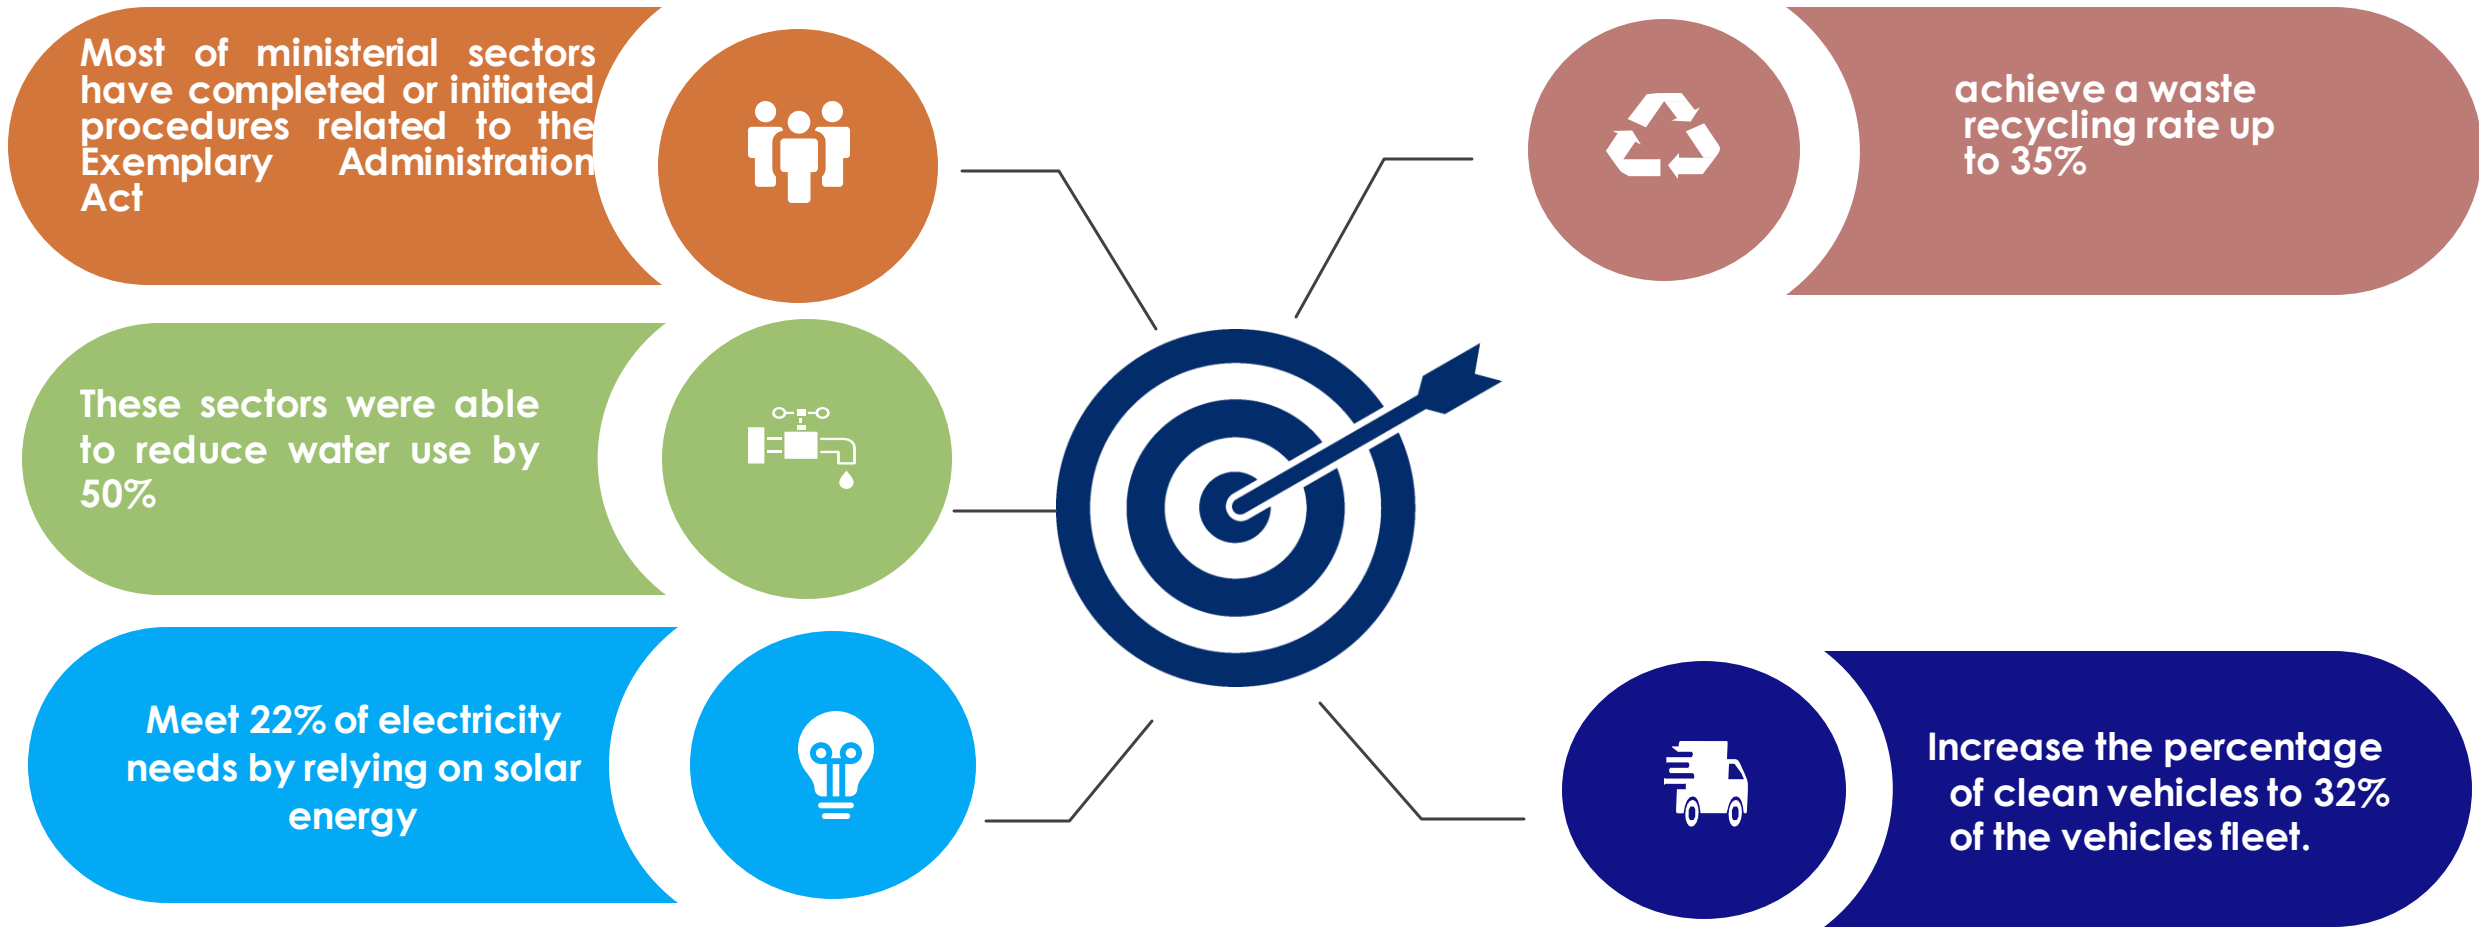 Most of ministerial sectors
have completed or initiated
procedures related to the
Exemplary Administration
Act
These sectors were able
to reduce water use by
50%
Meet 22% of electricity
needs by relying on solar
energy
achieve a waste
recycling rate up
to 35%
Increase the percentage
of clean vehicles to 32%
of the vehicles fleet.